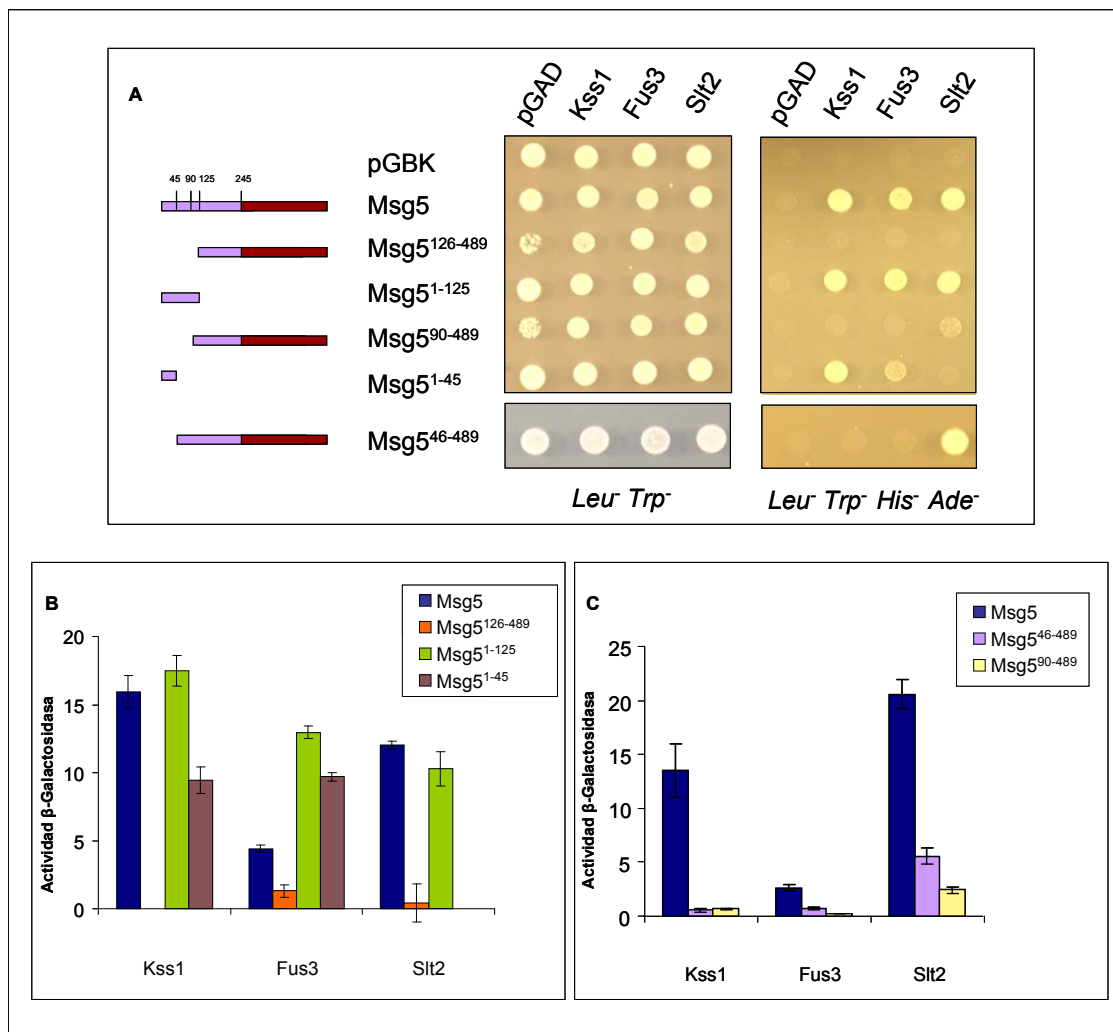 A
pGAD Kss1 Fus3 Slt2 pGAD Kss1 Fus3 Slt2
pGBK
45 90 125 245
Msg5
Msg5126-489
Msg51-125
Msg590-489
Msg51-45
Msg546-489
Leu- Trp- Leu- Trp- His- Ade-
B
Msg5
Msg5126-489
Msg51-125
Msg51-45
Actividad β-Galactosidasa
20
15
10
5
0
Kss1 Fus3 Slt2
C
Msg5
Msg546-489
Msg590-489
Actividad β-Galactosidasa
25
20
15
10
5
0
Kss1 Fus3 Slt2